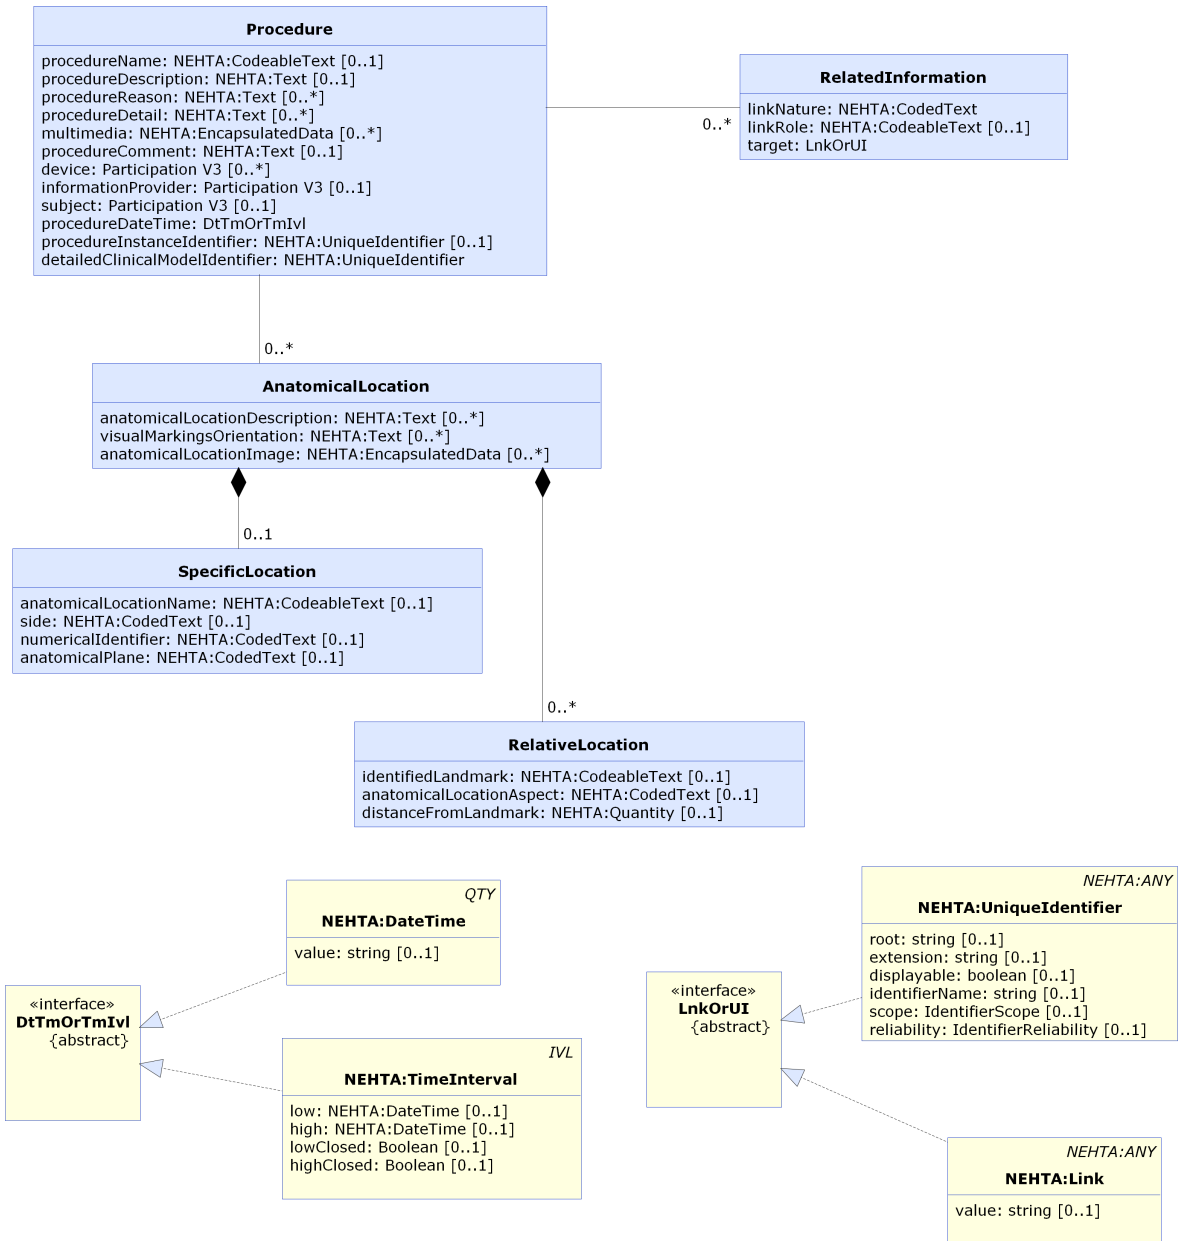 Procedure
procedureName: NEHTA:CodeableText [0..1]
procedureDescription: NEHTA:Text [0..1]
procedureReason: NEHTA:Text [0..*]
procedureDetail: NEHTA:Text [0..*]
multimedia: NEHTA:EncapsulatedData [0..*]
procedureComment: NEHTA:Text [0..1]
device: Participation V3 [0..*]
informationProvider: Participation V3 [0..1]
subject: Participation V3 [0..1]
procedureDateTime: DtTmOrTmIvl
procedureInstanceIdentifier: NEHTA:UniqueIdentifier [0..1]
detailedClinicalModelIdentifier: NEHTA:UniqueIdentifier
0..*
RelatedInformation
linkNature: NEHTA:CodedText
linkRole: NEHTA:CodeableText [0..1]
target: LnkOrUI
0..*
AnatomicalLocation
anatomicalLocationDescription: NEHTA:Text [0..*]
visualMarkingsOrientation: NEHTA:Text [0..*]
anatomicalLocationImage: NEHTA:EncapsulatedData [0..*]
0..1
SpecificLocation
anatomicalLocationName: NEHTA:CodeableText [0..1]
side: NEHTA:CodedText [0..1]
numericalIdentifier: NEHTA:CodedText [0..1]
anatomicalPlane: NEHTA:CodedText [0..1]
0..*
RelativeLocation
identifiedLandmark: NEHTA:CodeableText [0..1]
anatomicalLocationAspect: NEHTA:CodedText [0..1]
distanceFromLandmark: NEHTA:Quantity [0..1]
QTY
NEHTA:DateTime
value: string [0..1]
«interface»
DtTmOrTmIvl
{abstract}
IVL
NEHTA:TimeInterval
low: NEHTA:DateTime [0..1]
high: NEHTA:DateTime [0..1]
lowClosed: Boolean [0..1]
highClosed: Boolean [0..1]
NEHTA:ANY
NEHTA:UniqueIdentifier
root: string [0..1]
extension: string [0..1]
displayable: boolean [0..1]
identifierName: string [0..1]
scope: IdentifierScope [0..1]
reliability: IdentifierReliability [0..1]
«interface»
LnkOrUI
{abstract}
NEHTA:ANY
NEHTA:Link
value: string [0..1]